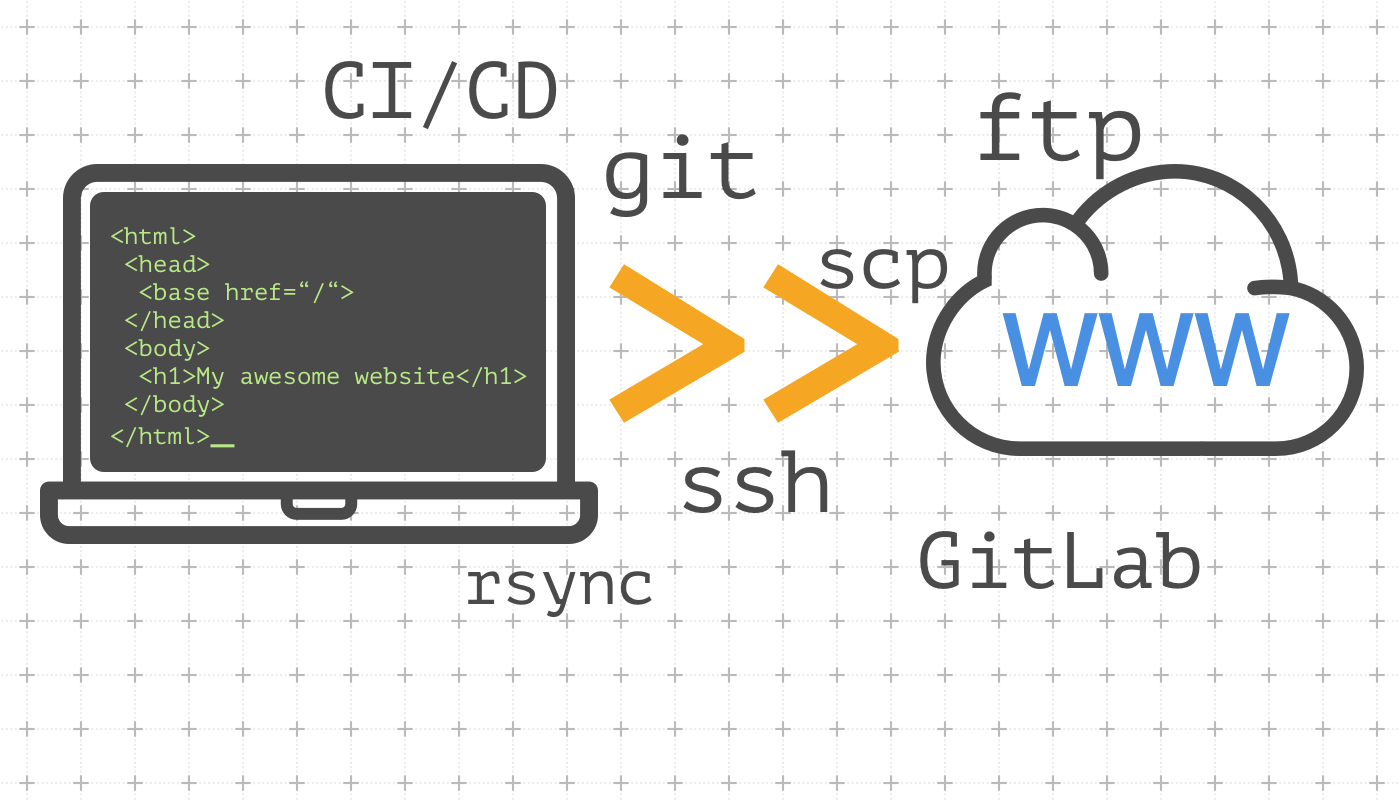 CI/CD
ftp
git
scp
<html>
<head>
<base href=“/“>
</head>
<body>
<h1>My awesome website</h1>
</body>
</html>_
WWW
ssh
GitLab
rsync